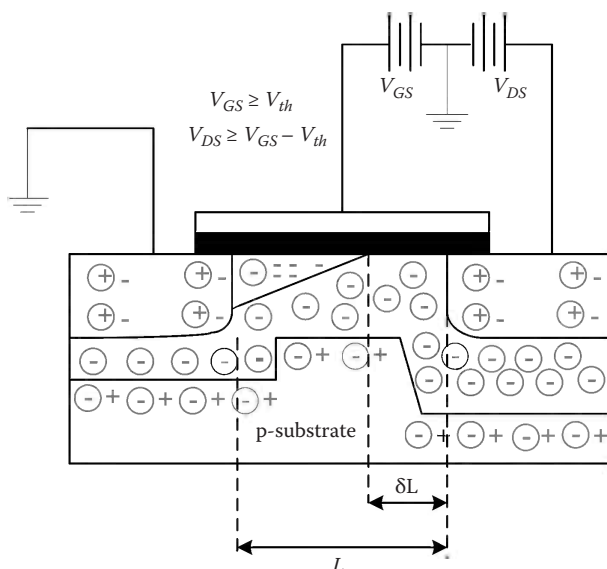 V_GS V_DS
V_GS ≥ V_th
V_DS ≥ V_GS – V_th
p-substrate
δL
L